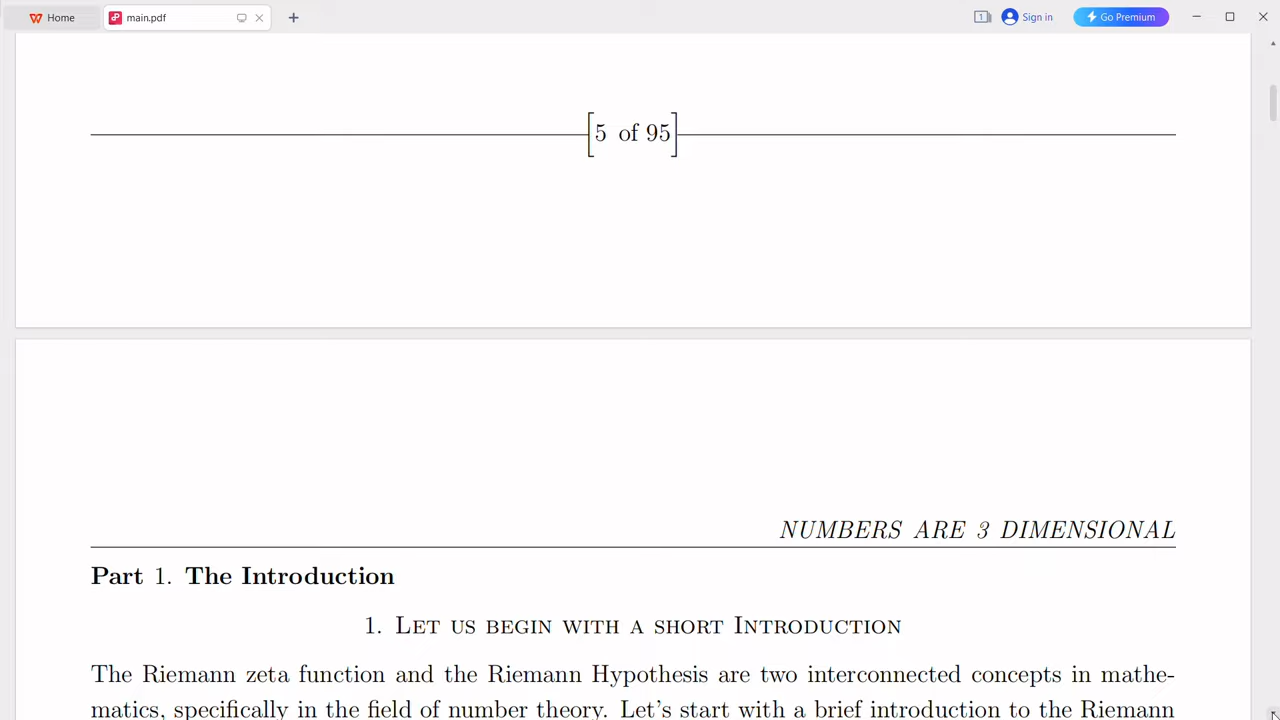 Home
main.pdf
1
Sign in
Go Premium
5 of 95
NUMBERS ARE 3 DIMENSIONAL
Part 1. The Introduction
1. LET US BEGIN WITH A SHORT INTRODUCTION
The Riemann zeta function and the Riemann Hypothesis are two interconnected concepts in mathe-
matics, specifically in the field of number theory. Let's start with a brief introduction to the Riemann